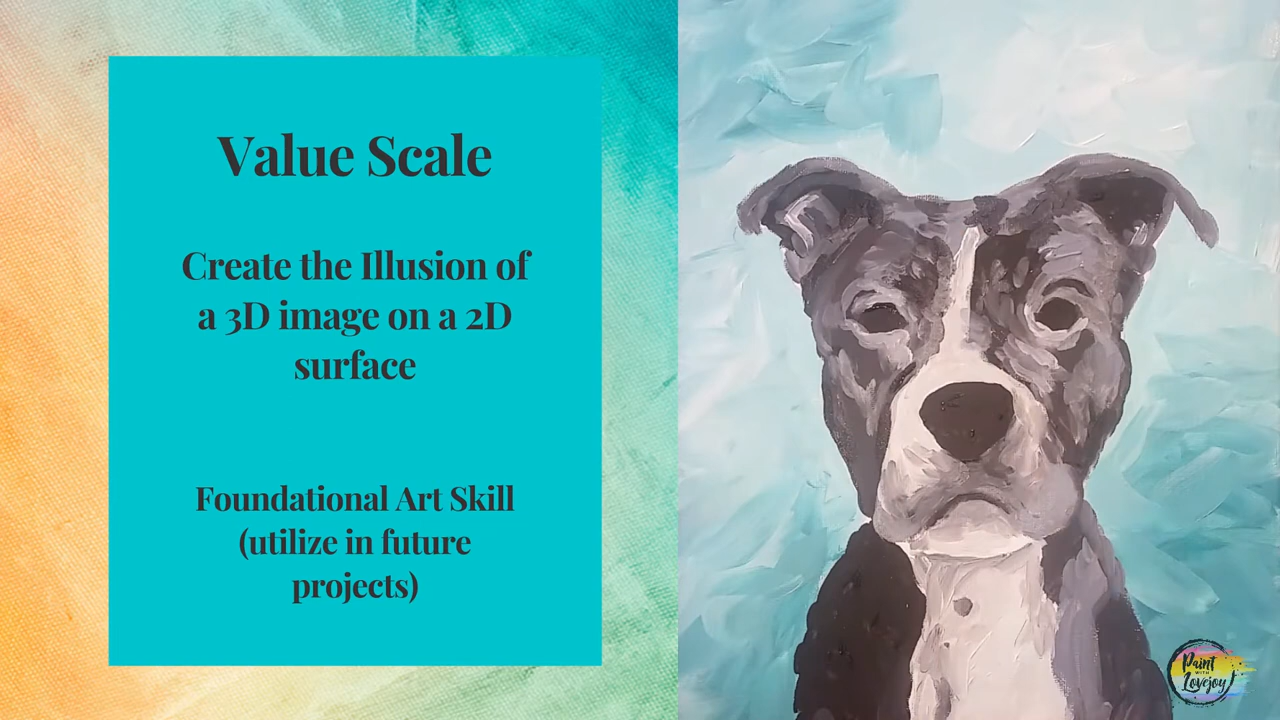 Value Scale
Create the Illusion of
a 3D image on a 2D
surface
Foundational Art Skill
(utilize in future
projects)
Paint
WITH
Lovejoy